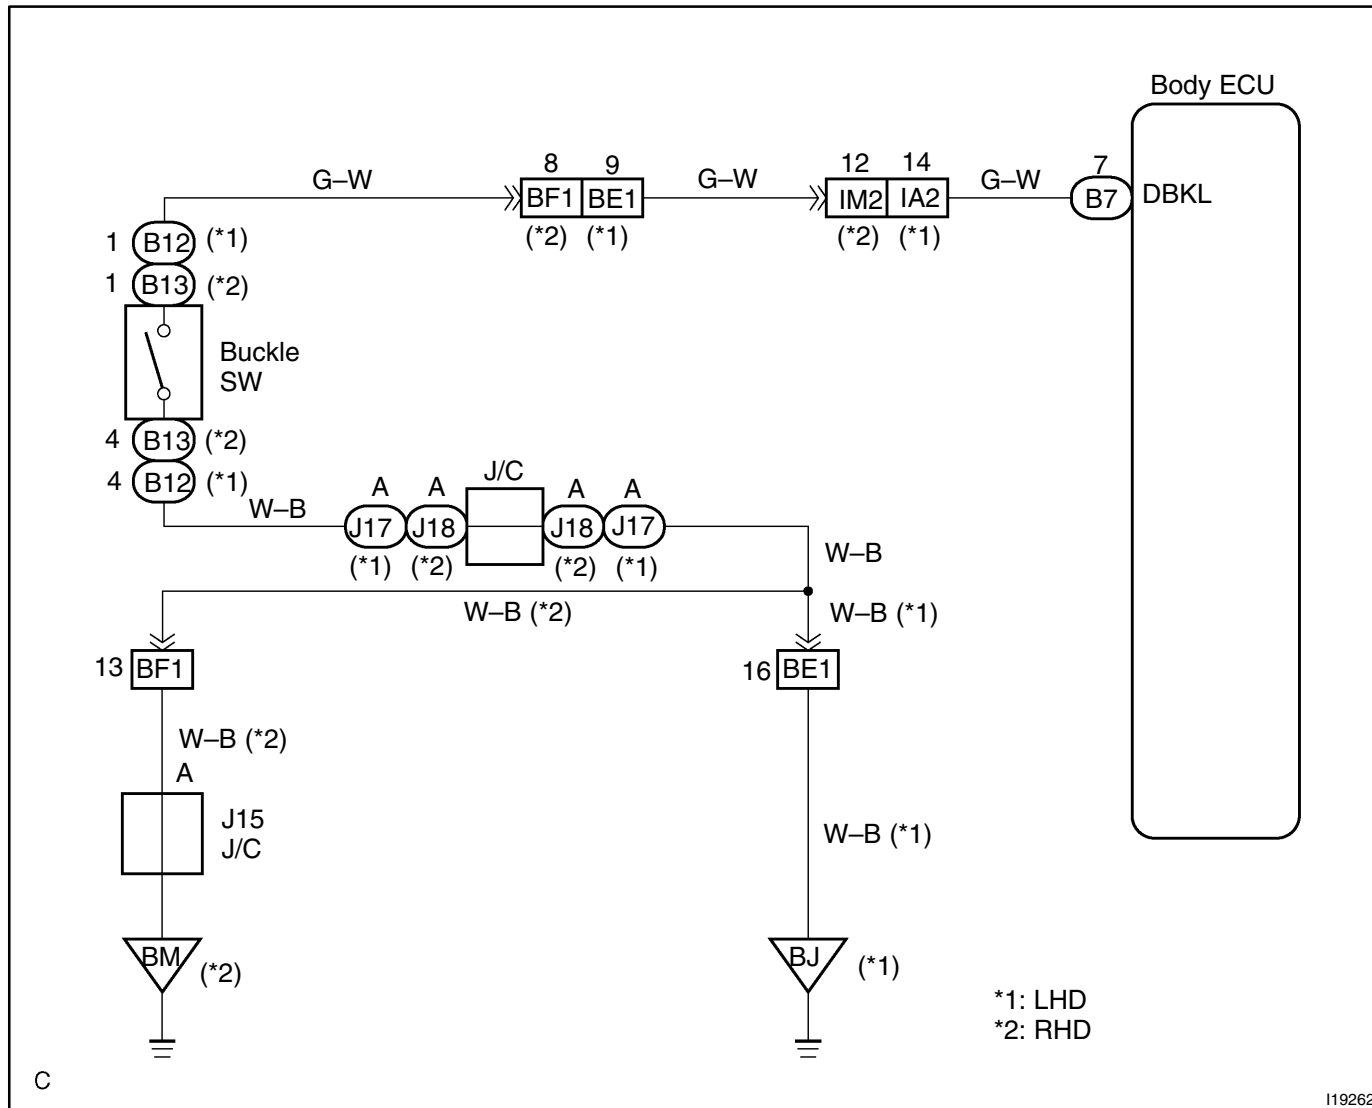 Body ECU
8 9 12 14 7
G–W BF1 BE1 G–W IM2 IA2 G–W B7 DBKL
(*2) (*1) (*2) (*1)
1 B12 (*1)
1 B13 (*2)
Buckle
SW
4 B13 (*2)
4 B12 (*1)
J/C
A A A A
W–B J17 J18 J18 J17
(*1) (*2) (*2) (*1)
W–B
W–B (*2) W–B (*1)
13 BF1 16 BE1
W–B (*2)
A
J15
J/C
W–B (*1)
BM (*2) BJ (*1)
*1: LHD
*2: RHD
C
I19262